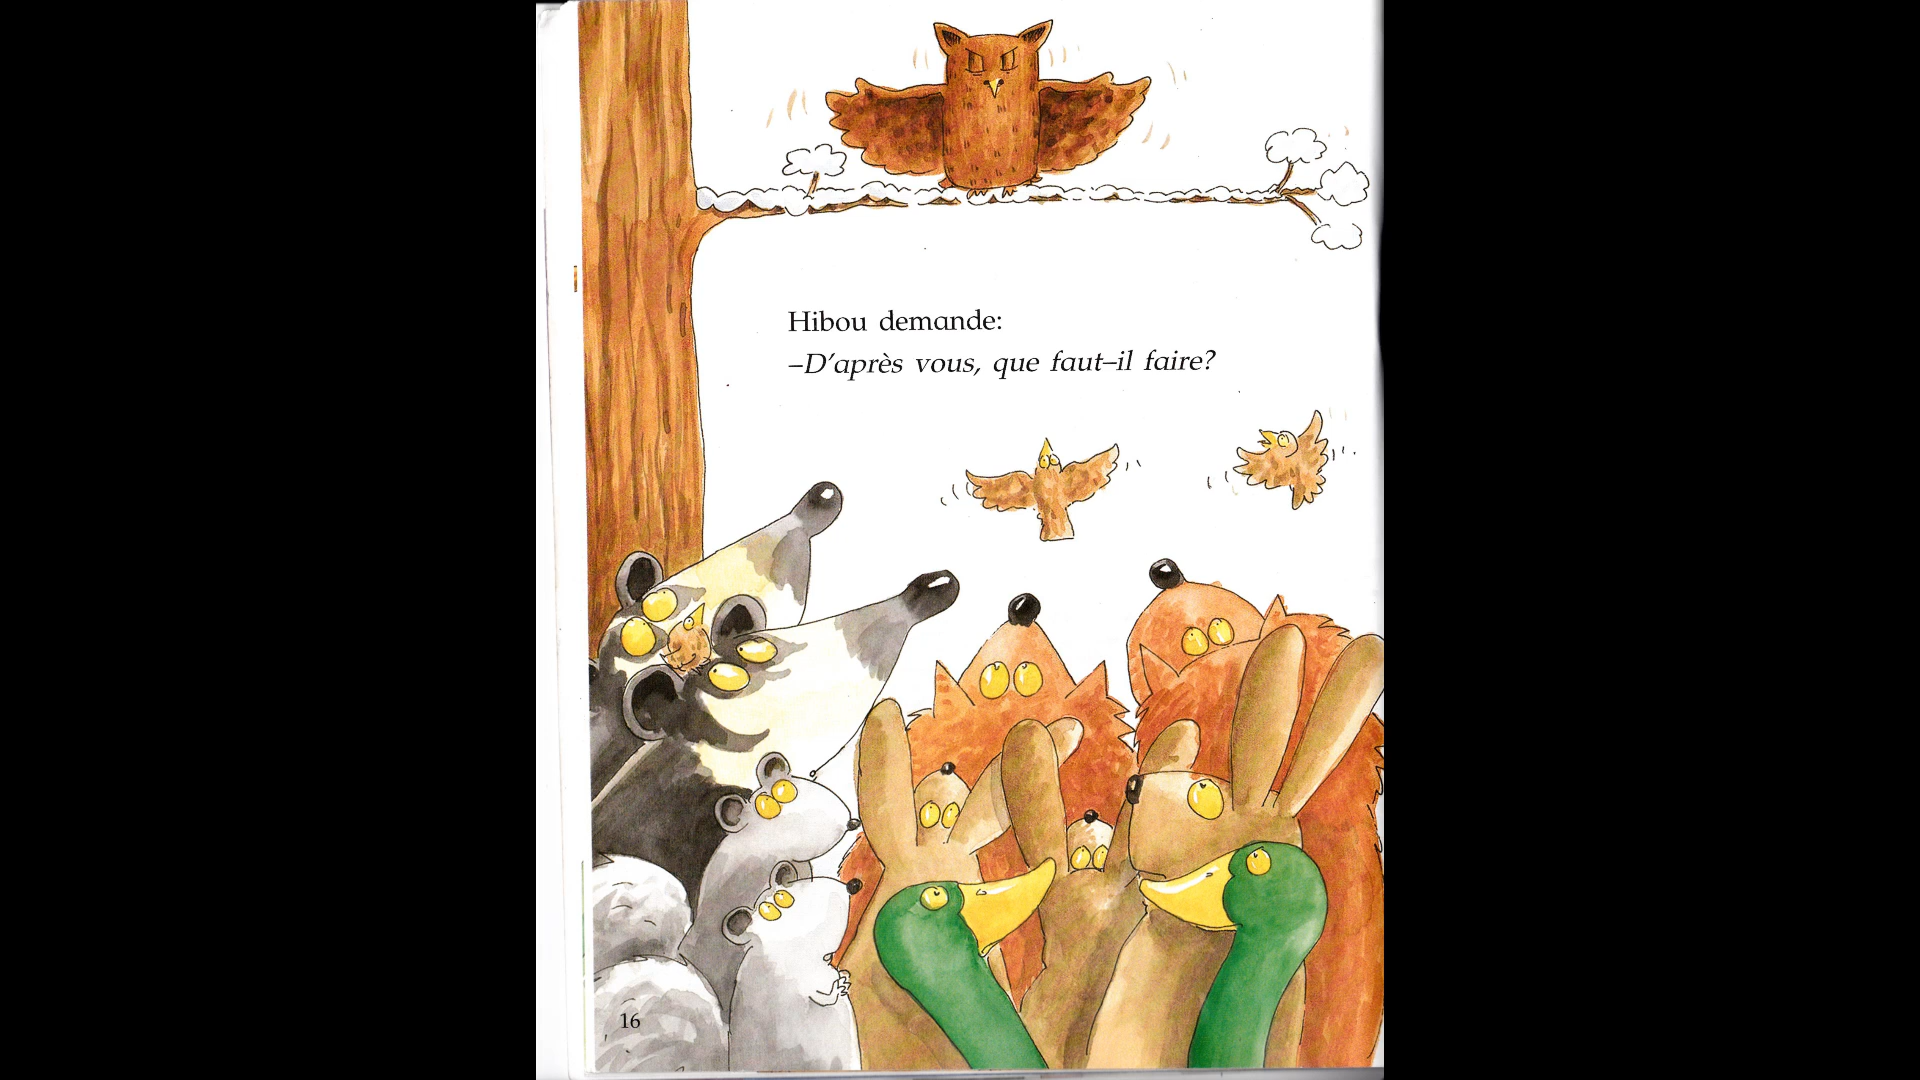 Hibou demande:
–D'après vous, que faut–il faire?
16